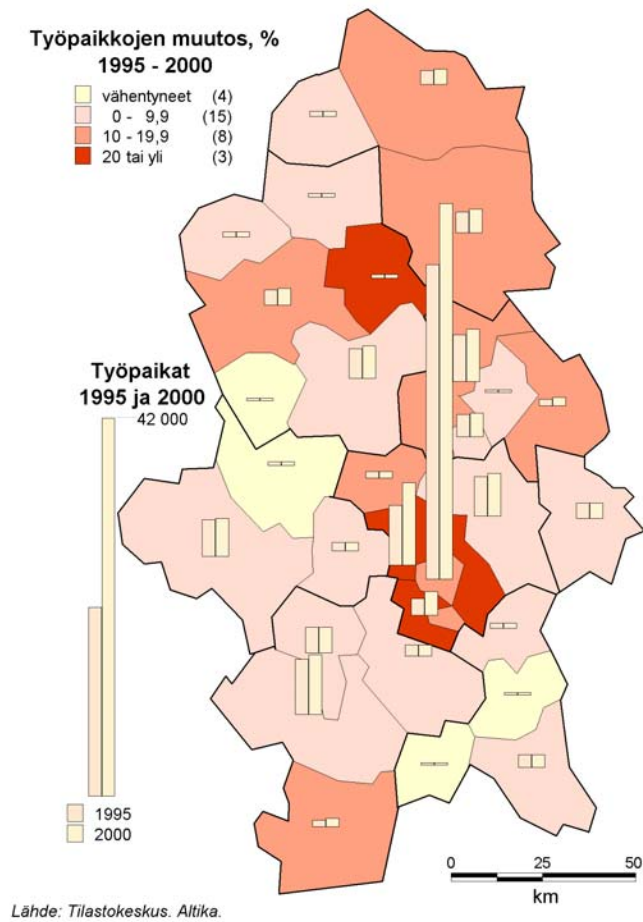 Työpaikkojen muutos, %
1995 - 2000
vähentyneet (4)
0 - 9,9 (15)
10 - 19,9 (8)
20 tai yli (3)
Työpaikat
1995 ja 2000
42 000
1995
2000
0 25 50
km
Lähde: Tilastokeskus. Altika.